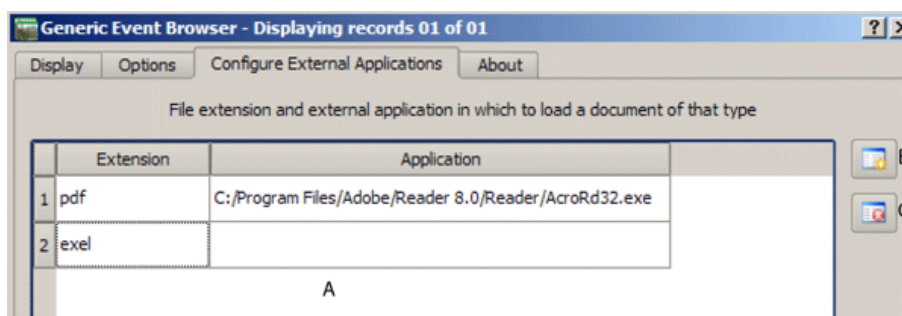 Generic Event Browser - Displaying records 01 of 01
Display Options Configure External Applications About
File extension and external application in which to load a document of that type
Extension Application
1 pdf C:/Program Files/Adobe/Reader 8.0/Reader/AcroRd32.exe
2 exel
A